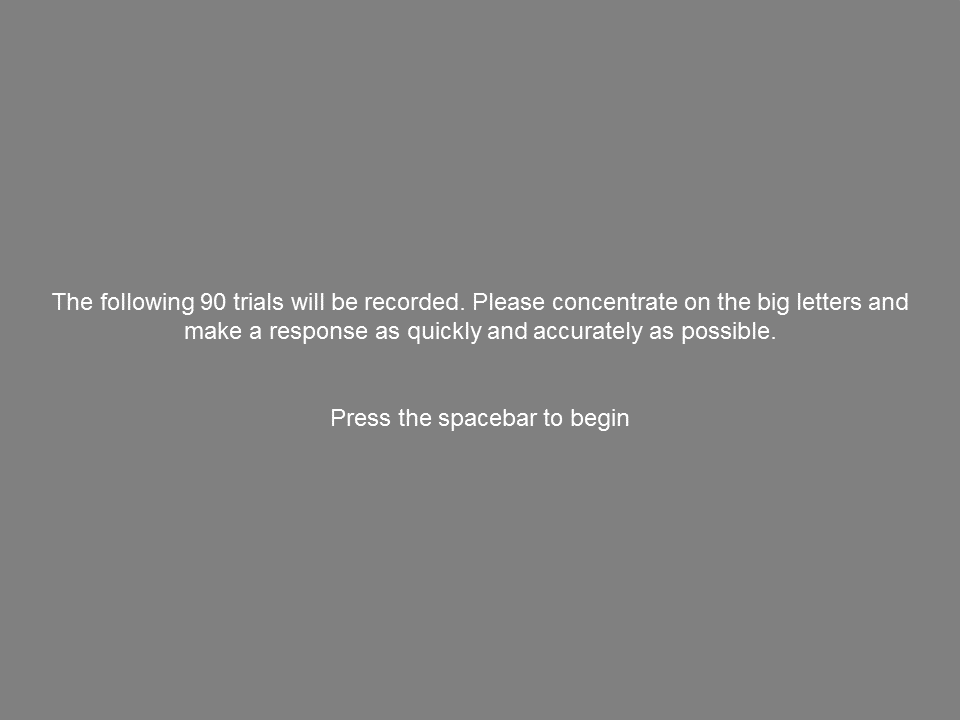 The following 90 trials will be recorded. Please concentrate on the big letters and
make a response as quickly and accurately as possible.
Press the spacebar to begin